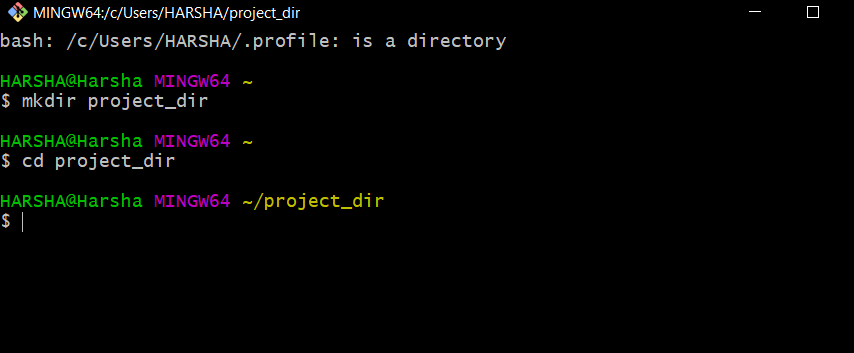 MINGW64:/c/Users/HARSHA/project_dir
bash: /c/Users/HARSHA/.profile: is a directory
HARSHA@Harsha MINGW64 ~
$ mkdir project_dir
HARSHA@Harsha MINGW64 ~
$ cd project_dir
HARSHA@Harsha MINGW64 ~/project_dir
$